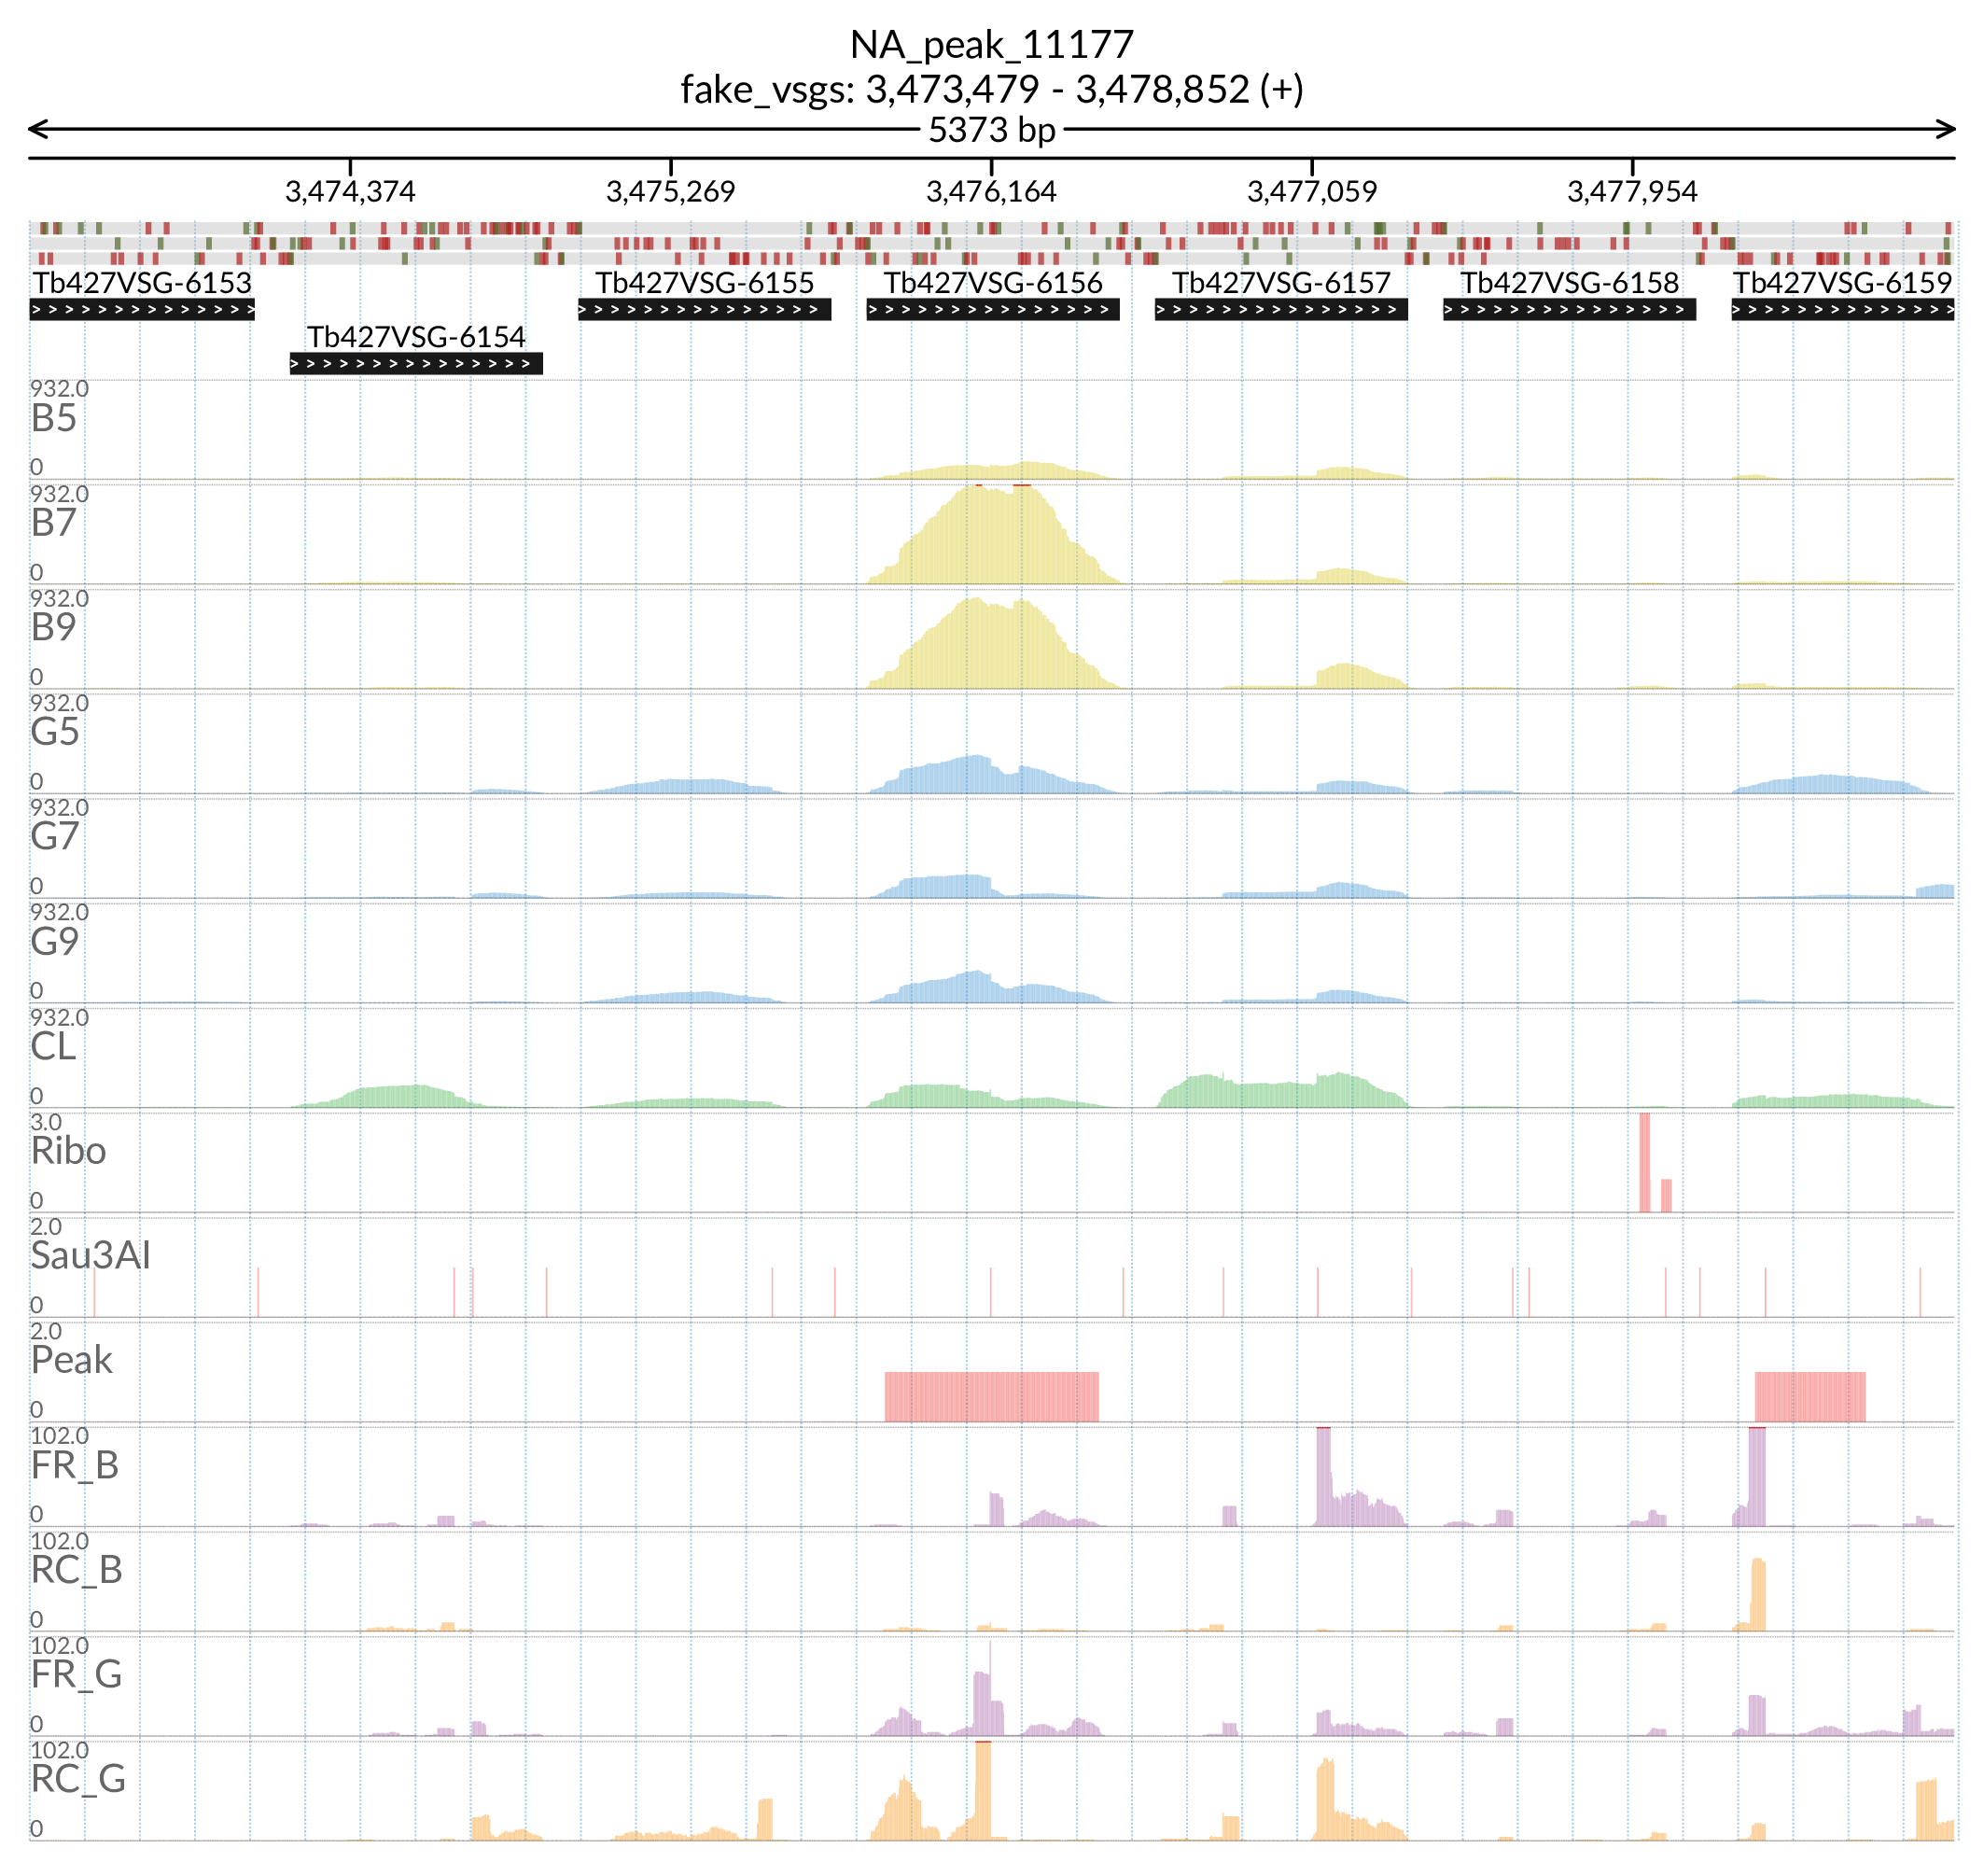 NA_peak_11177
fake_vsgs: 3,473,479 - 3,478,852 (+)
5373 bp
3,474,374 3,475,269 3,476,164 3,477,059 3,477,954
Tb427VSG-6153 Tb427VSG-6155 Tb427VSG-6156 Tb427VSG-6157 Tb427VSG-6158 Tb427VSG-6159
Tb427VSG-6154
932.0
B5
0
932.0
B7
0
932.0
B9
0
932.0
G5
0
932.0
G7
0
932.0
G9
0
932.0
CL
0
3.0
Ribo
0
2.0
Sau3AI
0
2.0
Peak
0
102.0
FR_B
0
102.0
RC_B
0
102.0
FR_G
0
102.0
RC_G
0